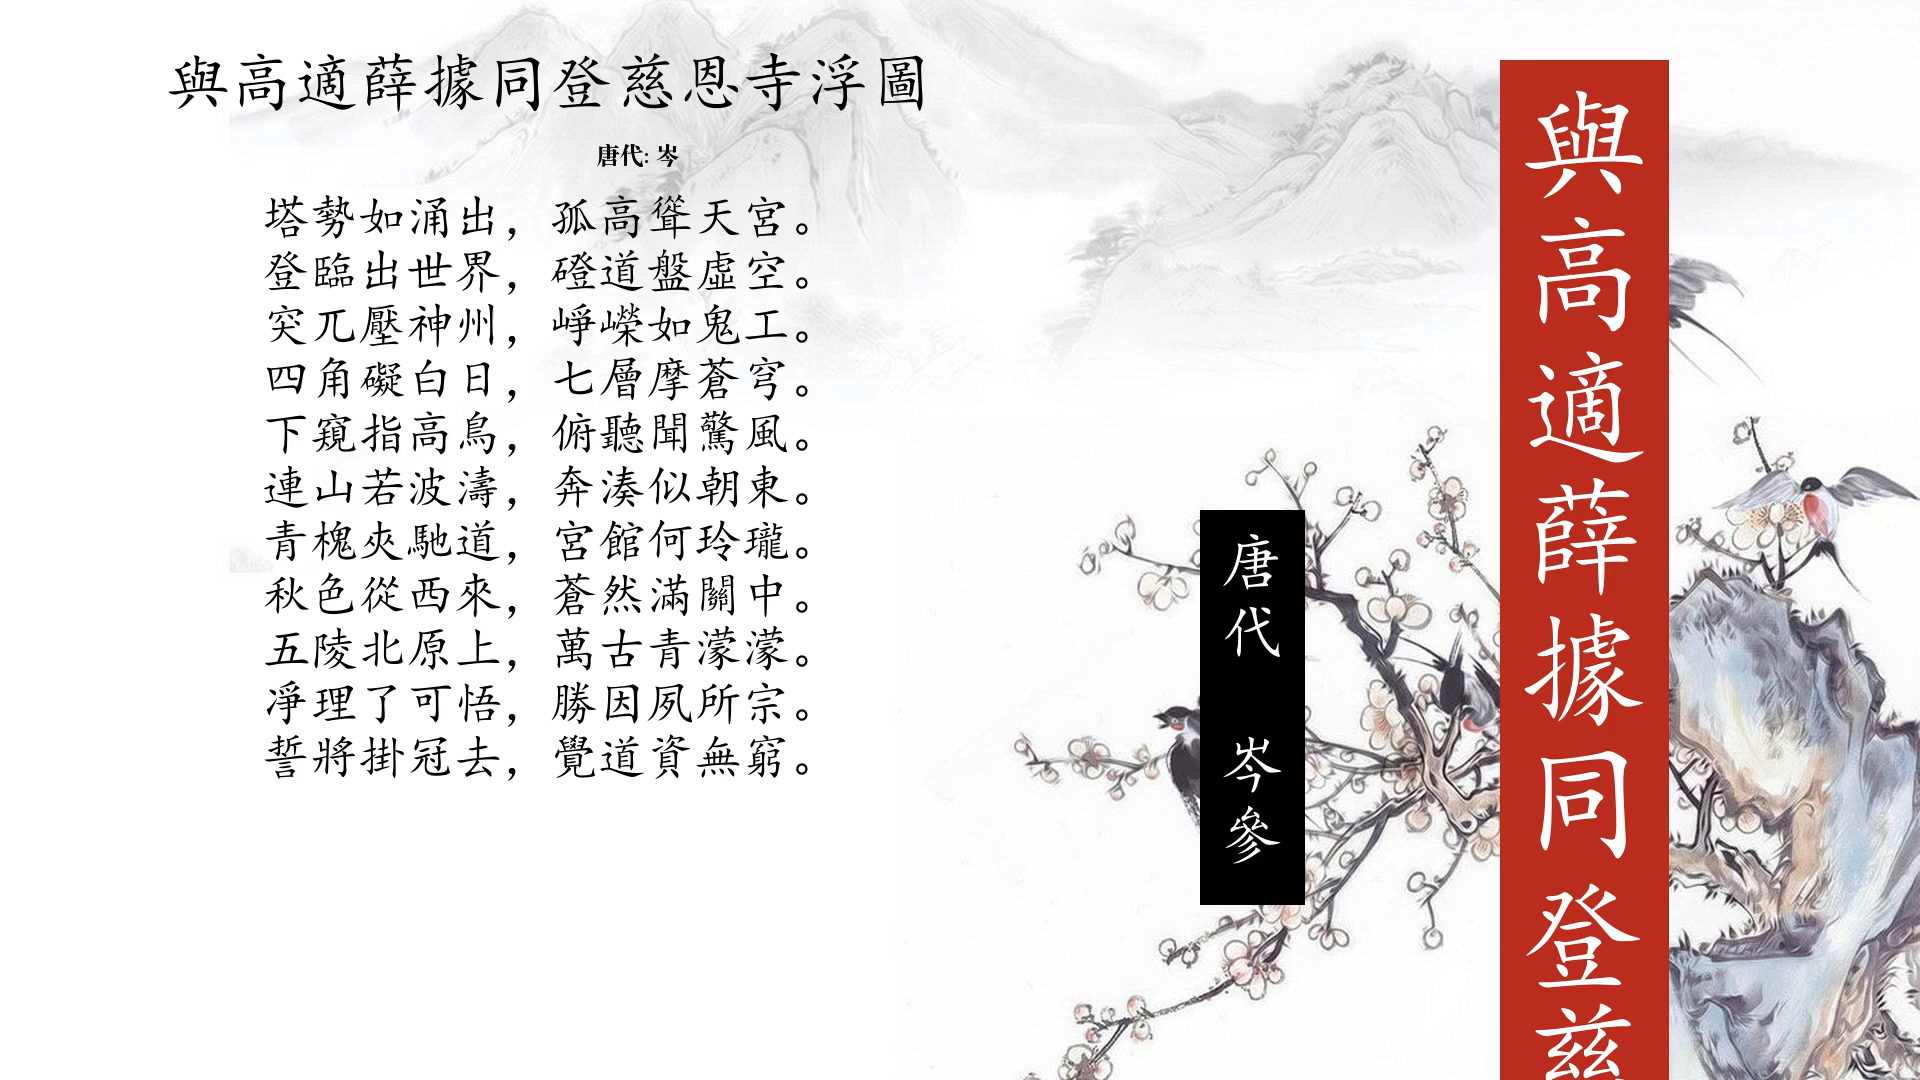 與高適薛據同登慈恩寺浮圖
唐代: 岑
塔勢如涌出，孤高聳天宮。
登臨出世界，磴道盤虛空。
突兀壓神州，崢嶸如鬼工。
四角礙白日，七層摩蒼穹。
下窺指高鳥，俯聽聞驚風。
連山若波濤，奔湊似朝東。
青槐夾馳道，宮館何玲瓏。
秋色從西來，蒼然滿關中。
五陵北原上，萬古青濛濛。
凈理了可悟，勝因夙所宗。
誓將掛冠去，覺道資無窮。
與高適薛據同登慈
唐代 岑參